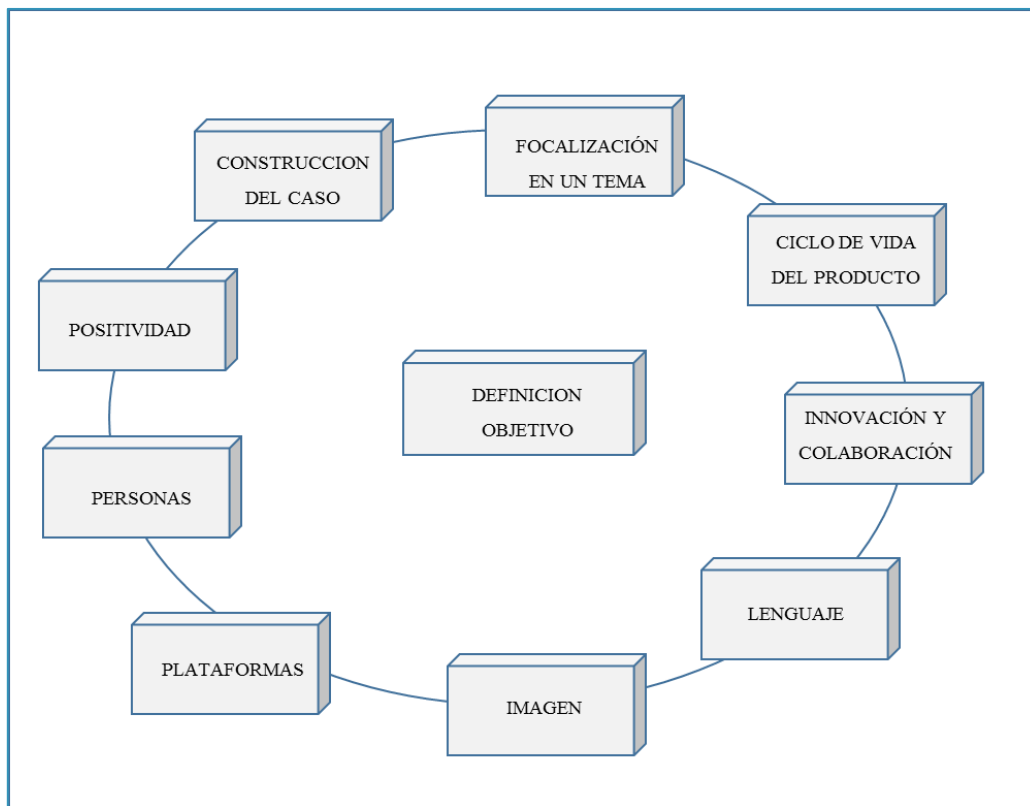 FOCALIZACIÓN
EN UN TEMA
CONSTRUCCION
DEL CASO
CICLO DE VIDA
DEL PRODUCTO
POSITIVIDAD
DEFINICION
OBJETIVO
INNOVACIÓN Y
COLABORACIÓN
PERSONAS
LENGUAJE
PLATAFORMAS
IMAGEN